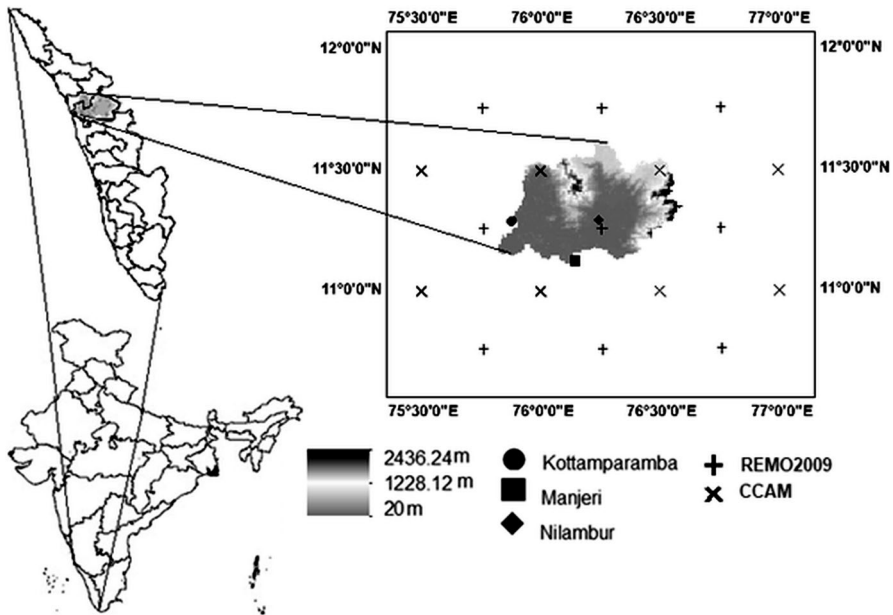 75°30'0"E 76°0'0"E 76°30'0"E 77°0'0"E
12°0'0"N 12°0'0"N
11°30'0"N 11°30'0"N
11°0'0"N 11°0'0"N
75°30'0"E 76°0'0"E 76°30'0"E 77°0'0"E
2436.24 m
1228.12 m
20 m
Kottamparamba
Manjeri
Nilambur
REMO2009
CCAM